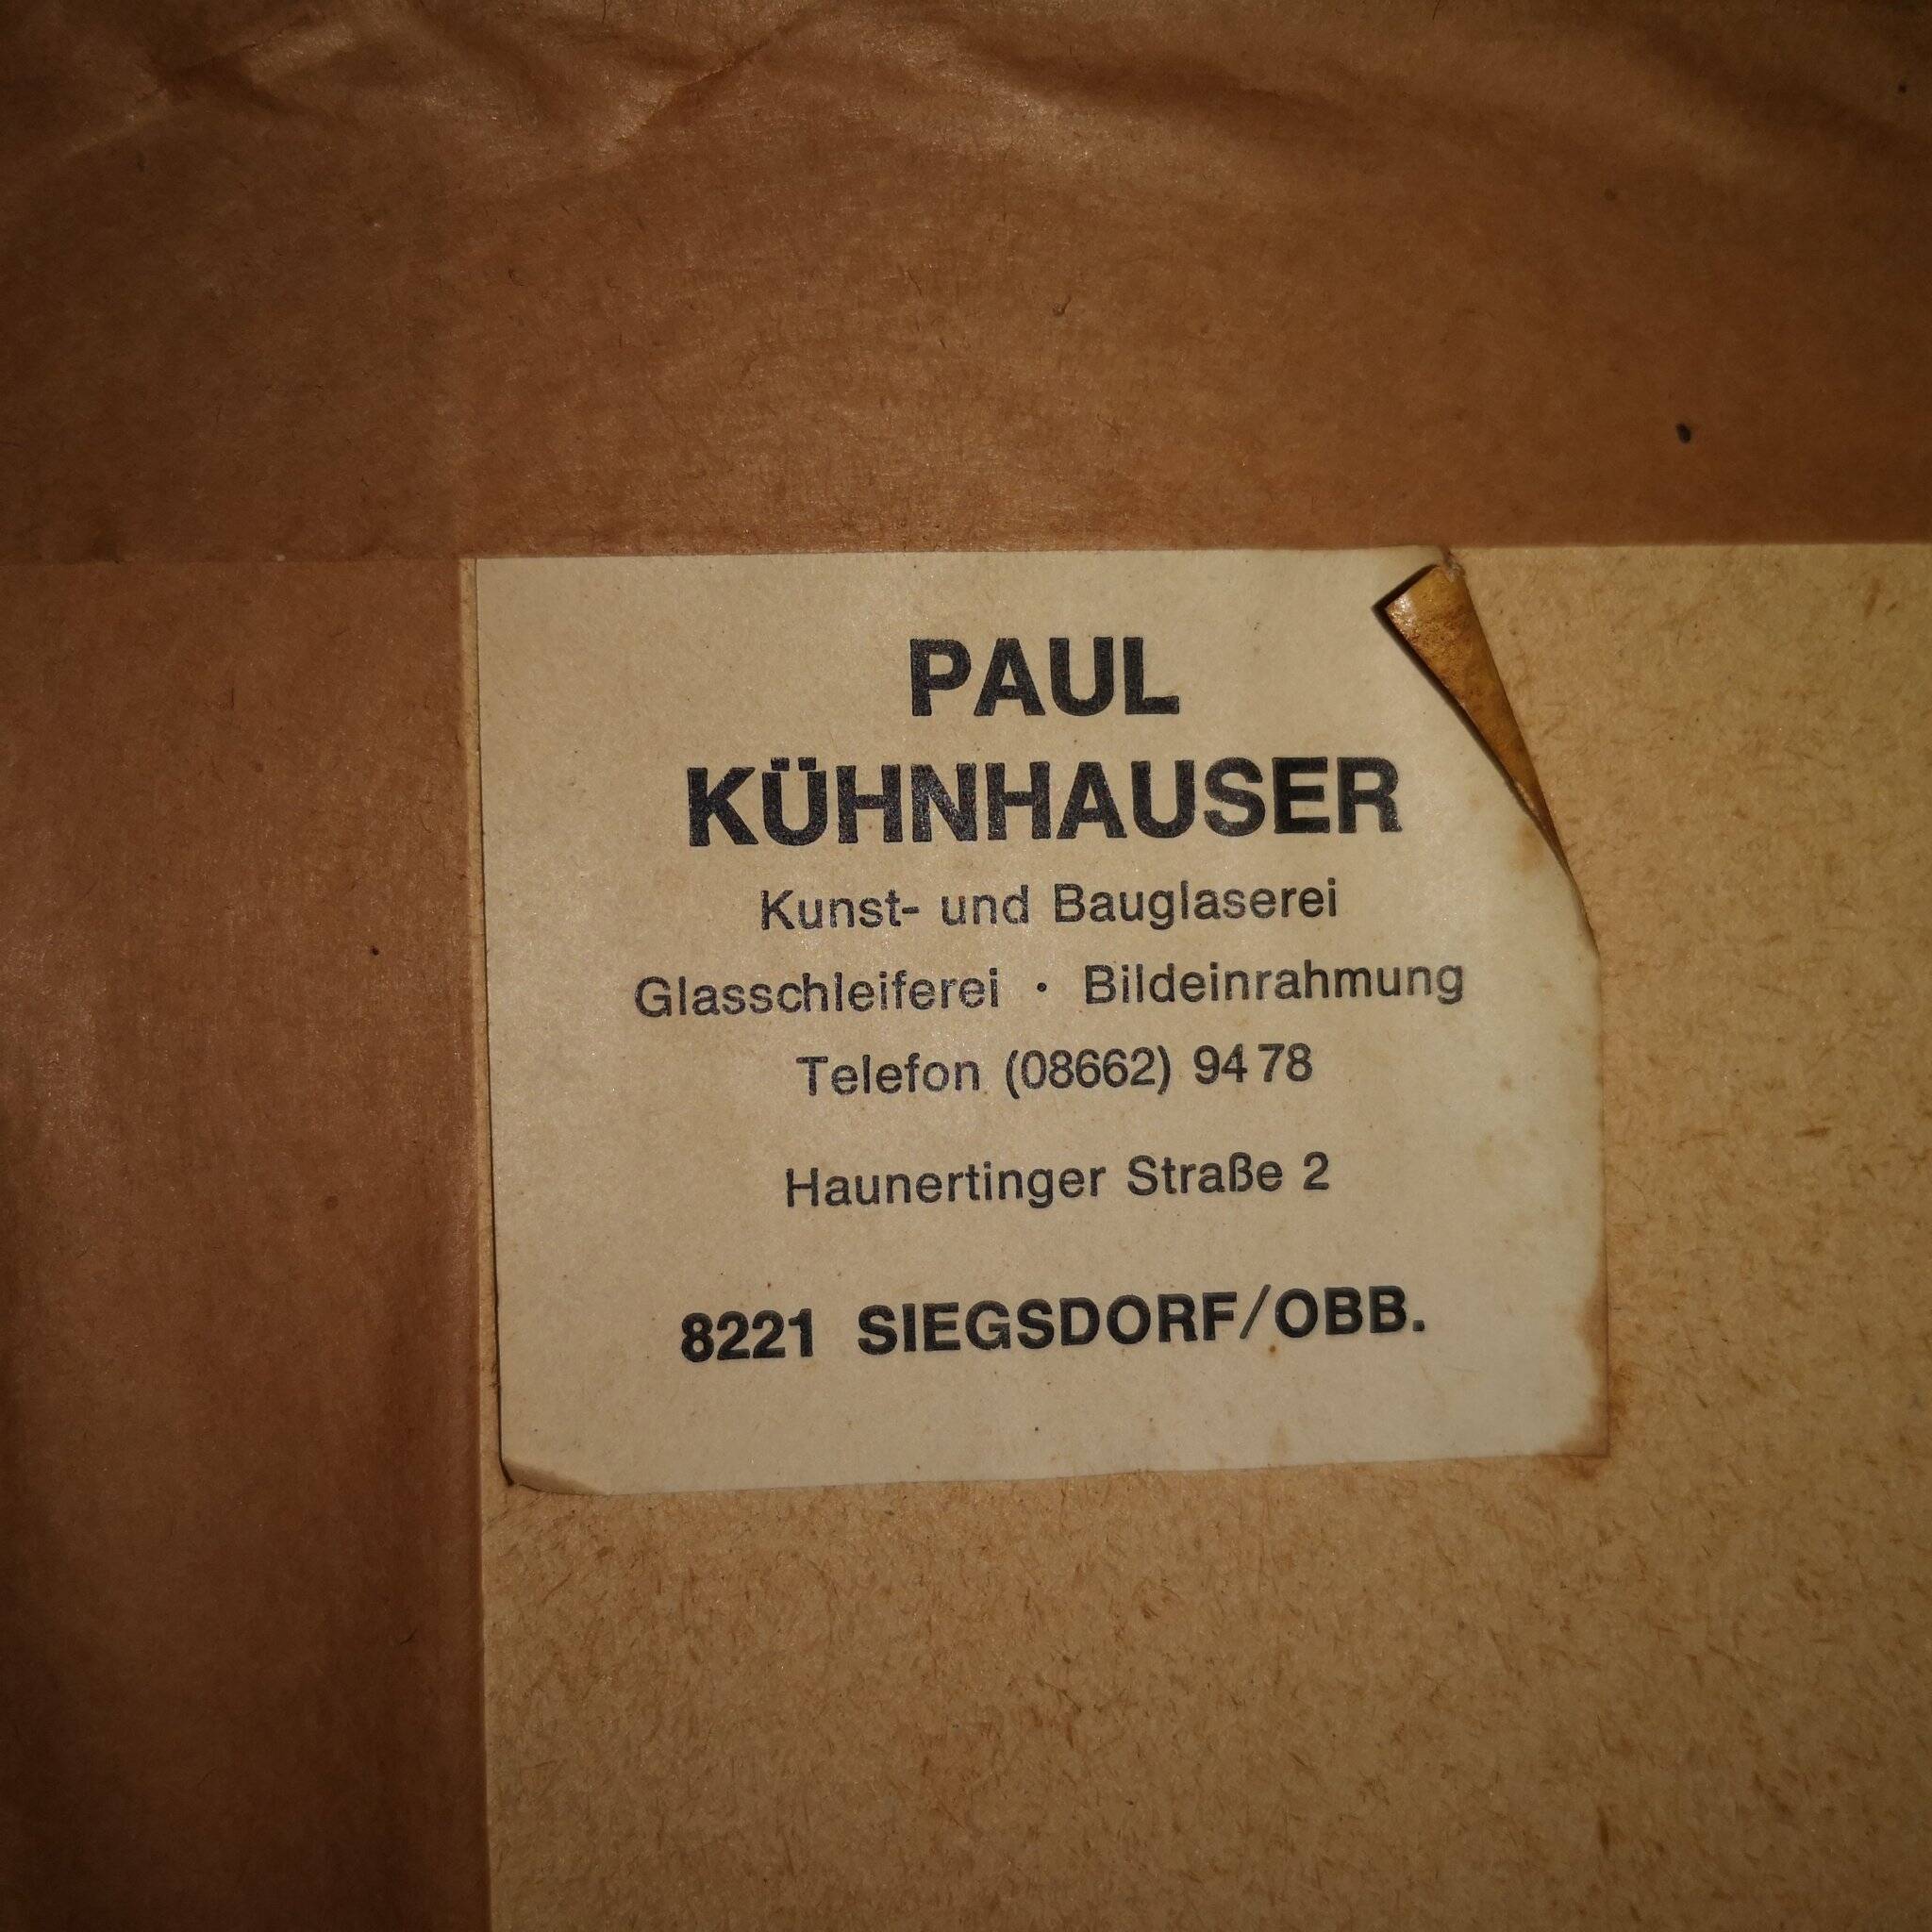 PAUL
KÜHNHAUSER
Kunst- und Bauglaserei
Glasschleiferei · Bildeinrahmung
Telefon (08662) 94 78
Haunertinger Straße 2
8221 SIEGSDORF/OBB.